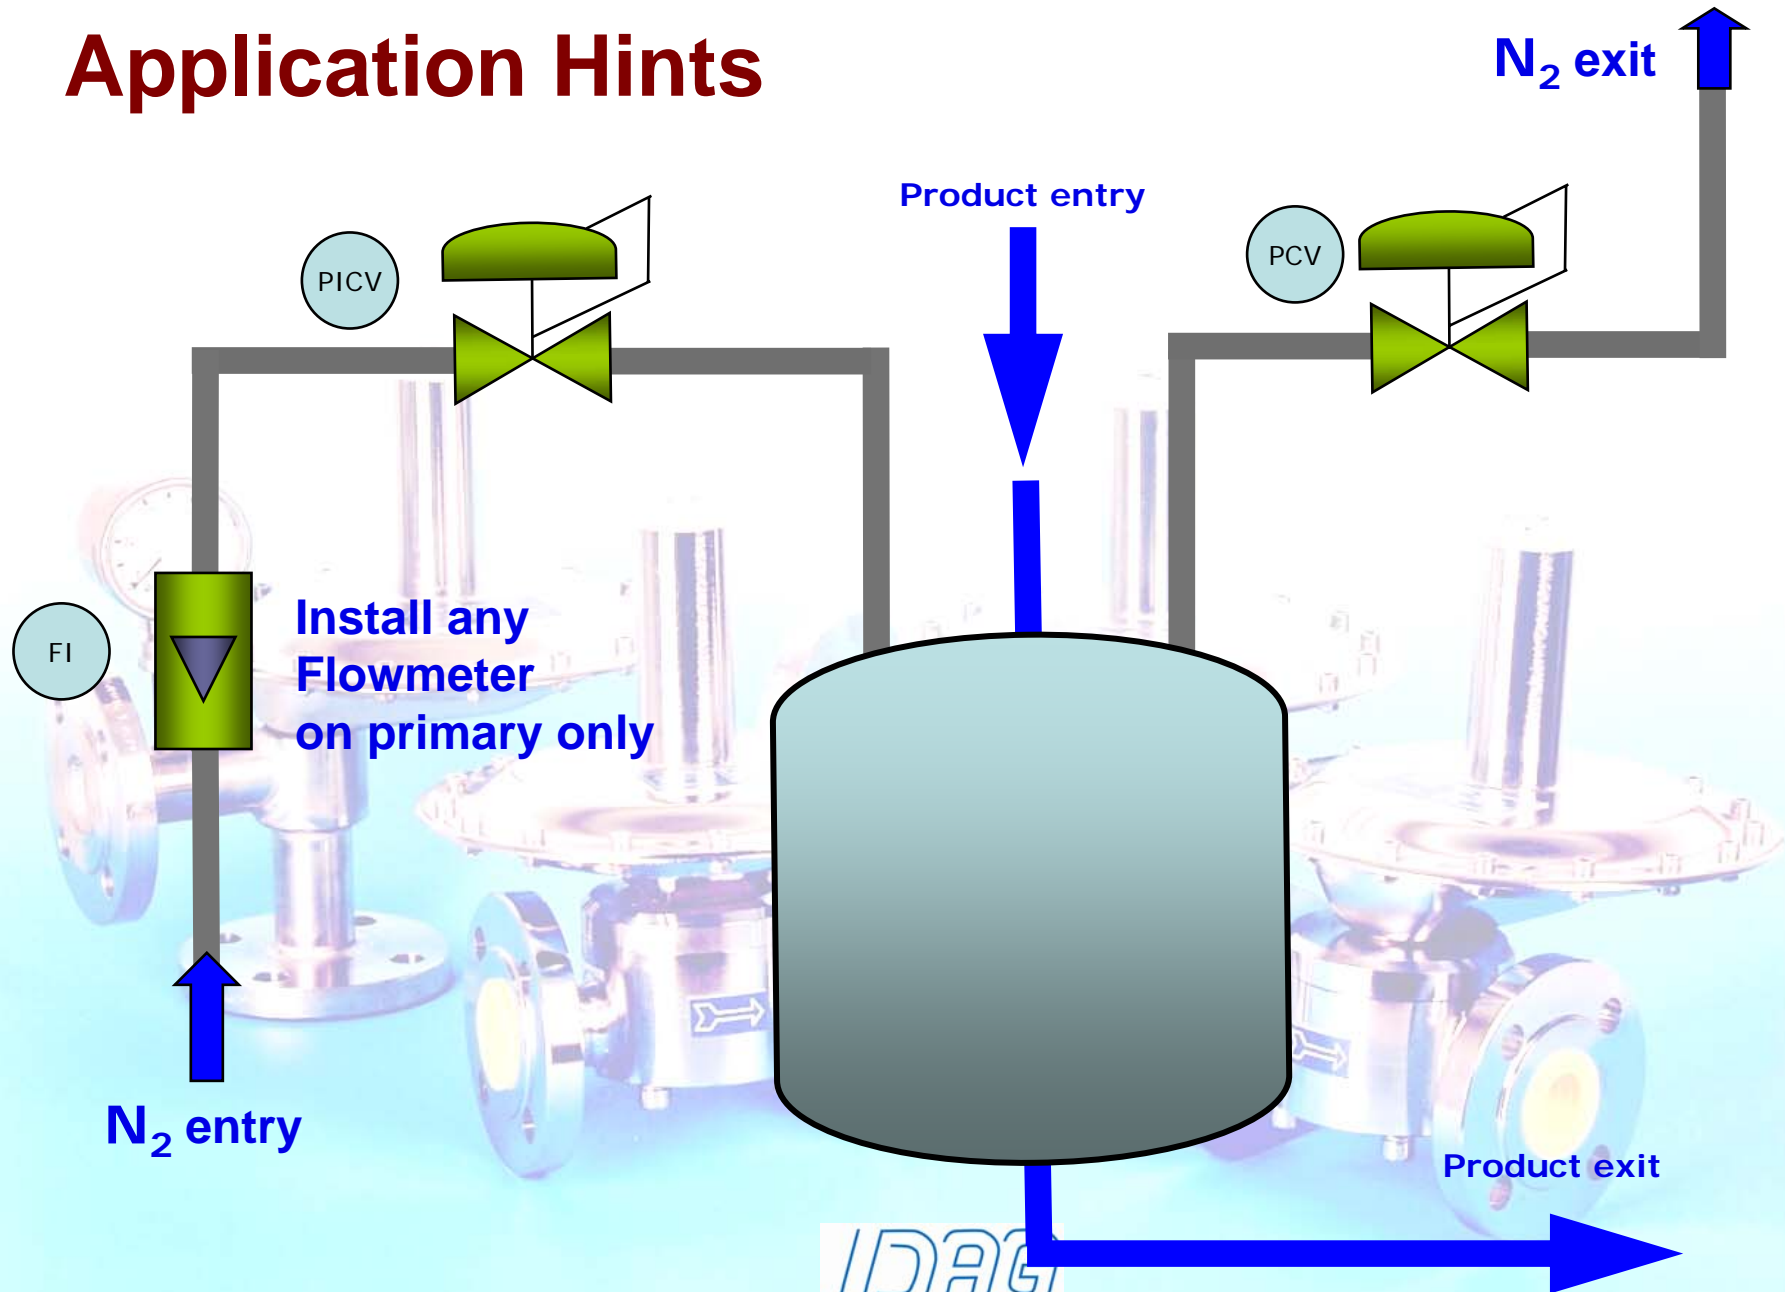 Application Hints
N₂ exit
Product entry
PICV
PCV
FI
Install any
Flowmeter
on primary only
N₂ entry
Product exit
IDAG